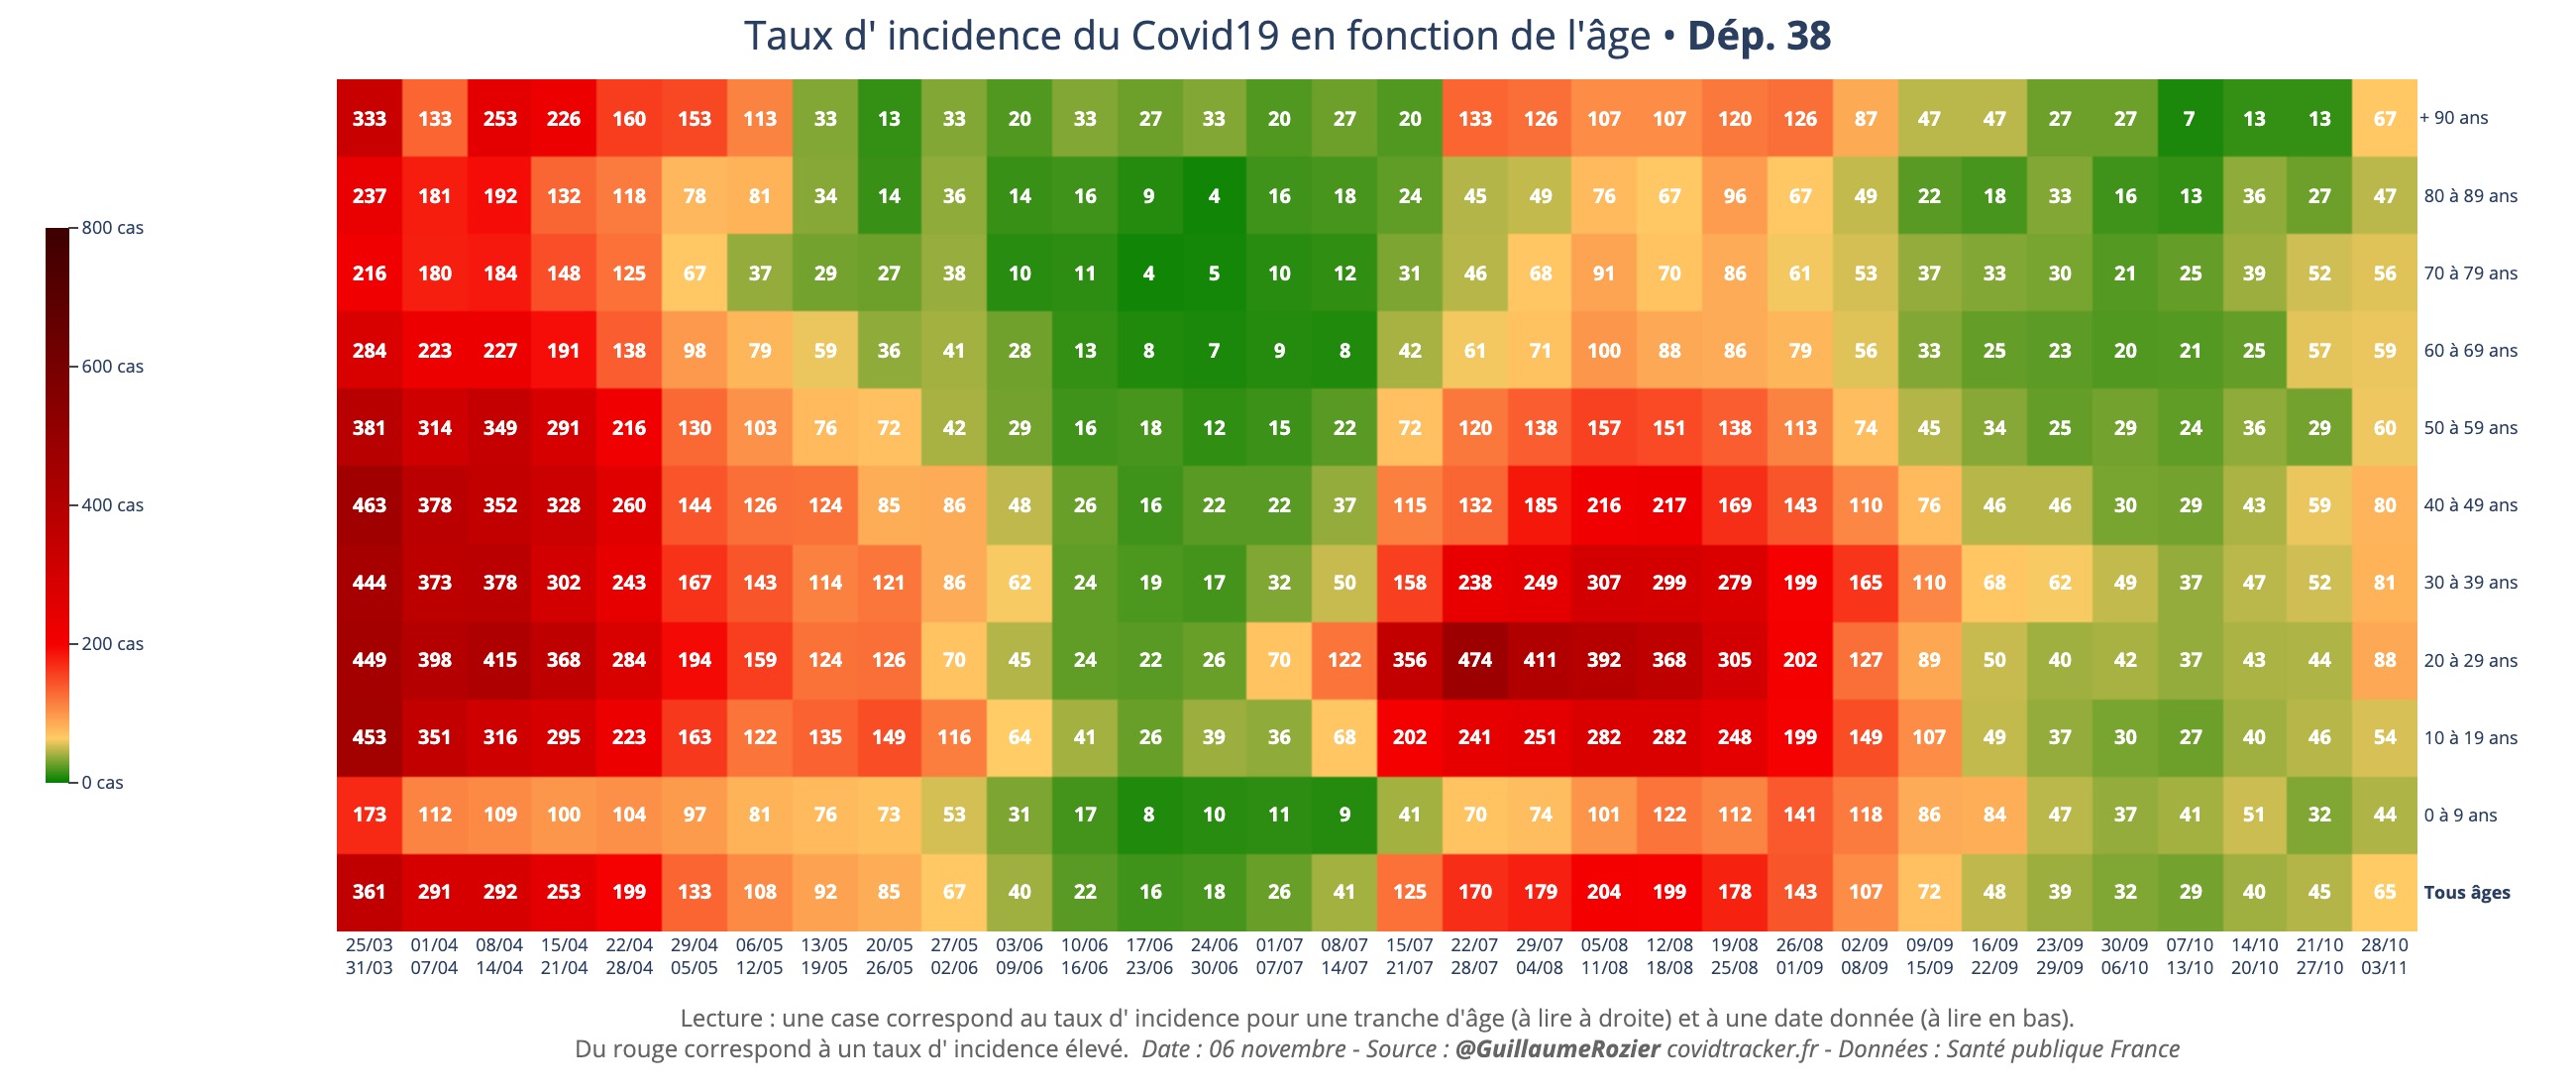 Taux d' incidence du Covid19 en fonction de l'âge • Dép. 38
800 cas
600 cas
400 cas
200 cas
0 cas
333 133 253 226 160 153 113 33 13 33 20 33 27 33 20 27 20 133 126 107 107 120 126 87 47 47 27 27 7 13 13 67 + 90 ans
237 181 192 132 118 78 81 34 14 36 14 16 9 4 16 18 24 45 49 76 67 96 67 49 22 18 33 16 13 36 27 47 80 à 89 ans
216 180 184 148 125 67 37 29 27 38 10 11 4 5 10 12 31 46 68 91 70 86 61 53 37 33 30 21 25 39 52 56 70 à 79 ans
284 223 227 191 138 98 79 59 36 41 28 13 8 7 9 8 42 61 71 100 88 86 79 56 33 25 23 20 21 25 57 59 60 à 69 ans
381 314 349 291 216 130 103 76 72 42 29 16 18 12 15 22 72 120 138 157 151 138 113 74 45 34 25 29 24 36 29 60 50 à 59 ans
463 378 352 328 260 144 126 124 85 86 48 26 16 22 22 37 115 132 185 216 217 169 143 110 76 46 46 30 29 43 59 80 40 à 49 ans
444 373 378 302 243 167 143 114 121 86 62 24 19 17 32 50 158 238 249 307 299 279 199 165 110 68 62 49 37 47 52 81 30 à 39 ans
449 398 415 368 284 194 159 124 126 70 45 24 22 26 70 122 356 474 411 392 368 305 202 127 89 50 40 42 37 43 44 88 20 à 29 ans
453 351 316 295 223 163 122 135 149 116 64 41 26 39 36 68 202 241 251 282 282 248 199 149 107 49 37 30 27 40 46 54 10 à 19 ans
173 112 109 100 104 97 81 76 73 53 31 17 8 10 11 9 41 70 74 101 122 112 141 118 86 84 47 37 41 51 32 44 0 à 9 ans
361 291 292 253 199 133 108 92 85 67 40 22 16 18 26 41 125 170 179 204 199 178 143 107 72 48 39 32 29 40 45 65 Tous âges
25/03 01/04 08/04 15/04 22/04 29/04 06/05 13/05 20/05 27/05 03/06 10/06 17/06 24/06 01/07 08/07 15/07 22/07 29/07 05/08 12/08 19/08 26/08 02/09 09/09 16/09 23/09 30/09 07/10 14/10 21/10 28/10
31/03 07/04 14/04 21/04 28/04 05/05 12/05 19/05 26/05 02/06 09/06 16/06 23/06 30/06 07/07 14/07 21/07 28/07 04/08 11/08 18/08 25/08 01/09 08/09 15/09 22/09 29/09 06/10 13/10 20/10 27/10 03/11
Lecture : une case correspond au taux d' incidence pour une tranche d'âge (à lire à droite) et à une date donnée (à lire en bas).
Du rouge correspond à un taux d' incidence élevé. Date : 06 novembre - Source : @GuillaumeRozier covidtracker.fr - Données : Santé publique France